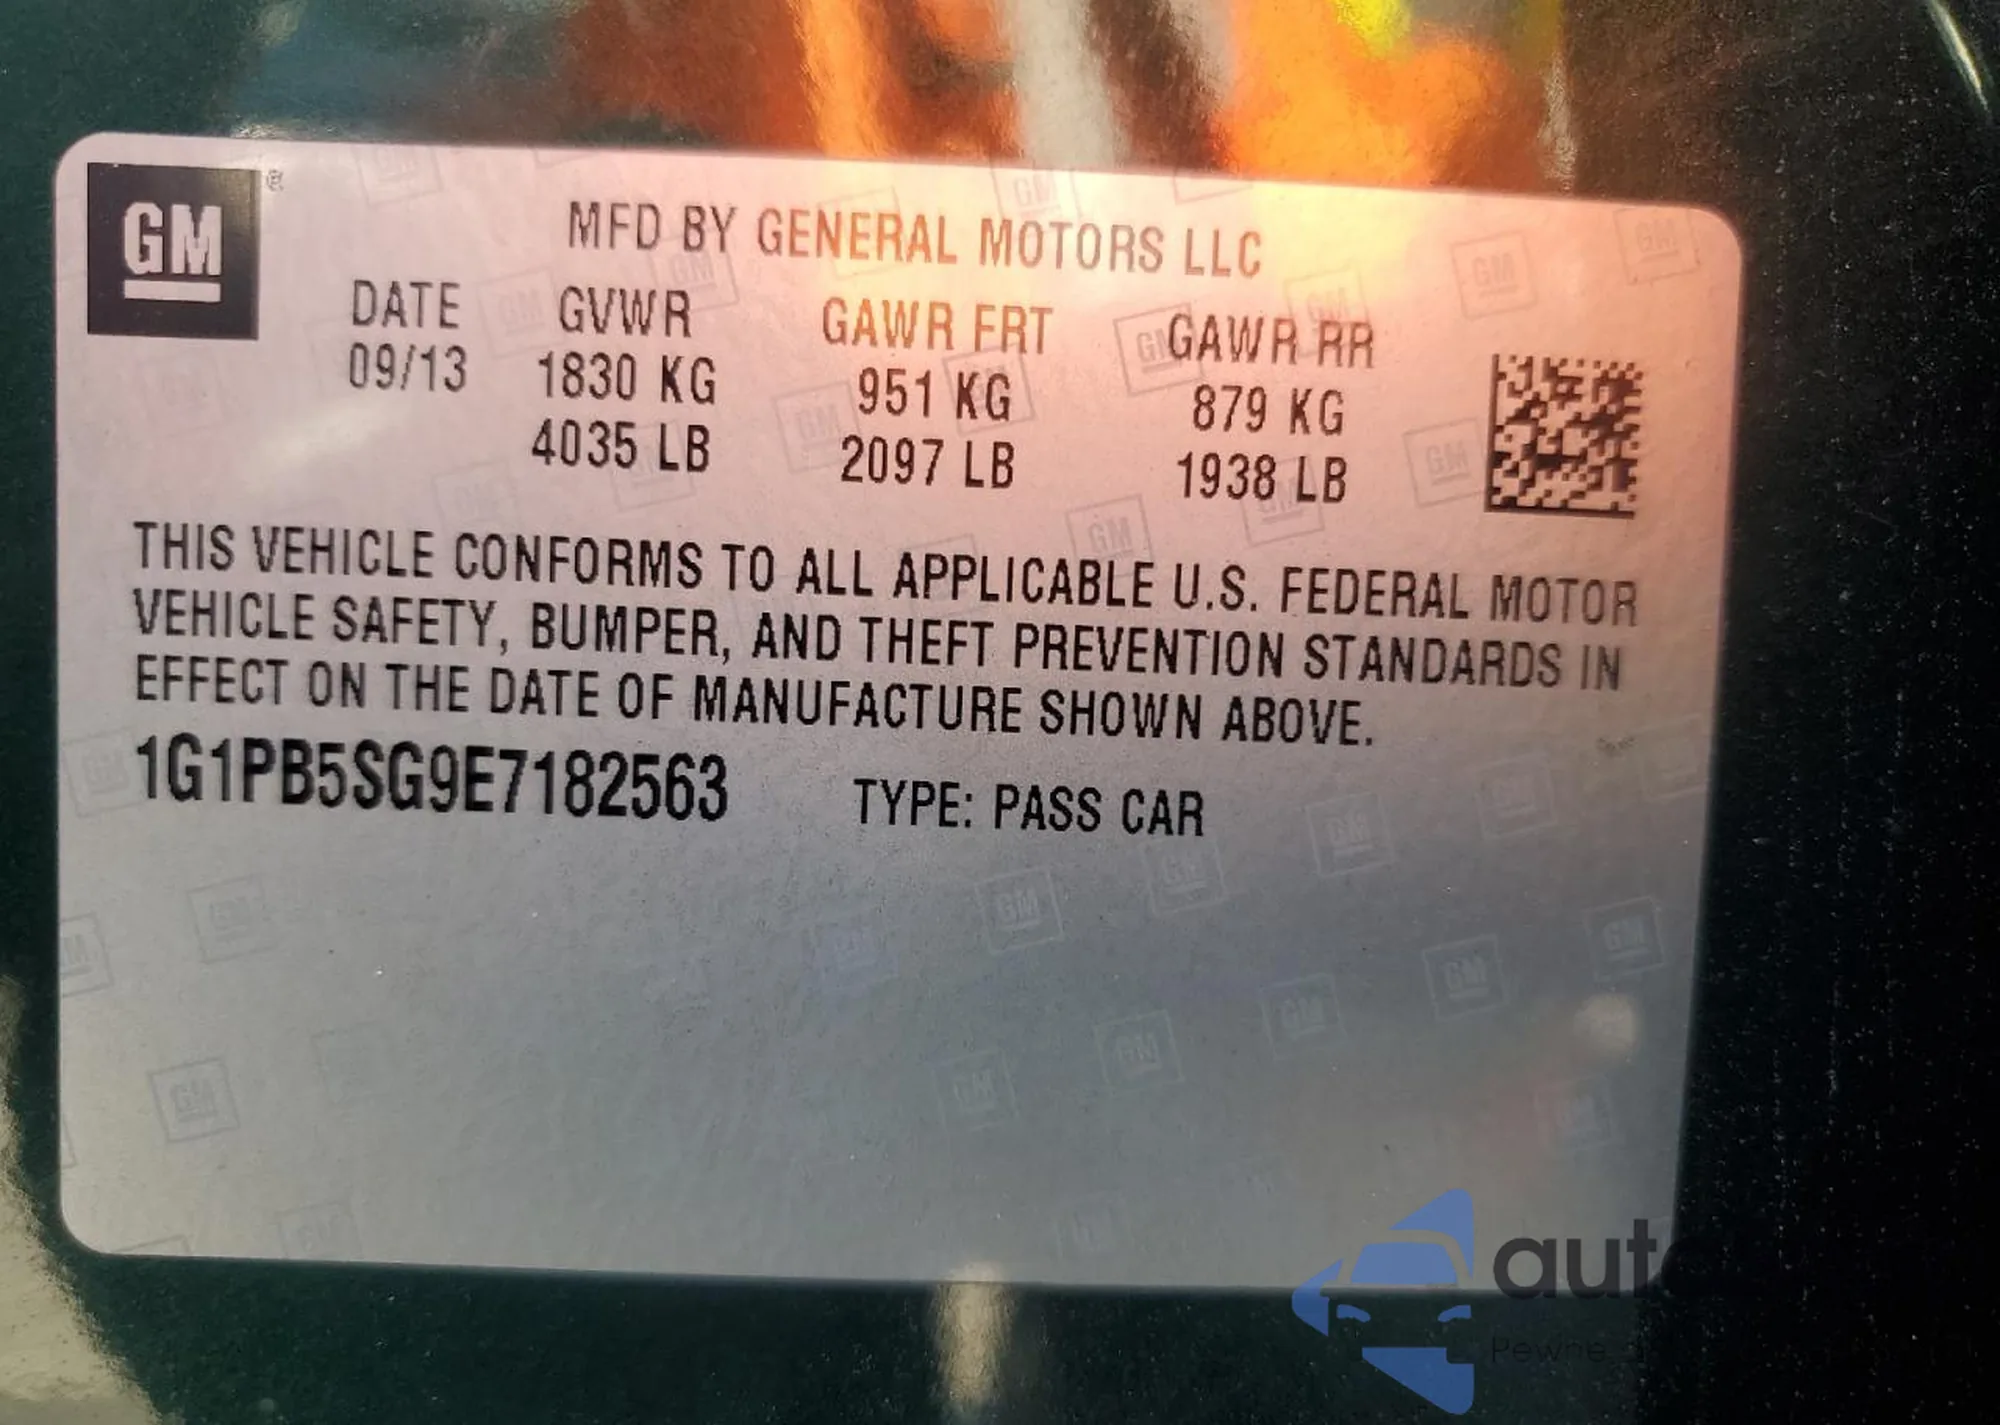 GM
MFD BY GENERAL MOTORS LLC
DATE GVWR GAWR FRT GAWR RR
09/13 1830 KG 951 KG 879 KG
4035 LB 2097 LB 1938 LB
THIS VEHICLE CONFORMS TO ALL APPLICABLE U.S. FEDERAL MOTOR
VEHICLE SAFETY, BUMPER, AND THEFT PREVENTION STANDARDS IN
EFFECT ON THE DATE OF MANUFACTURE SHOWN ABOVE.
1G1PB5SG9E7182563 TYPE: PASS CAR